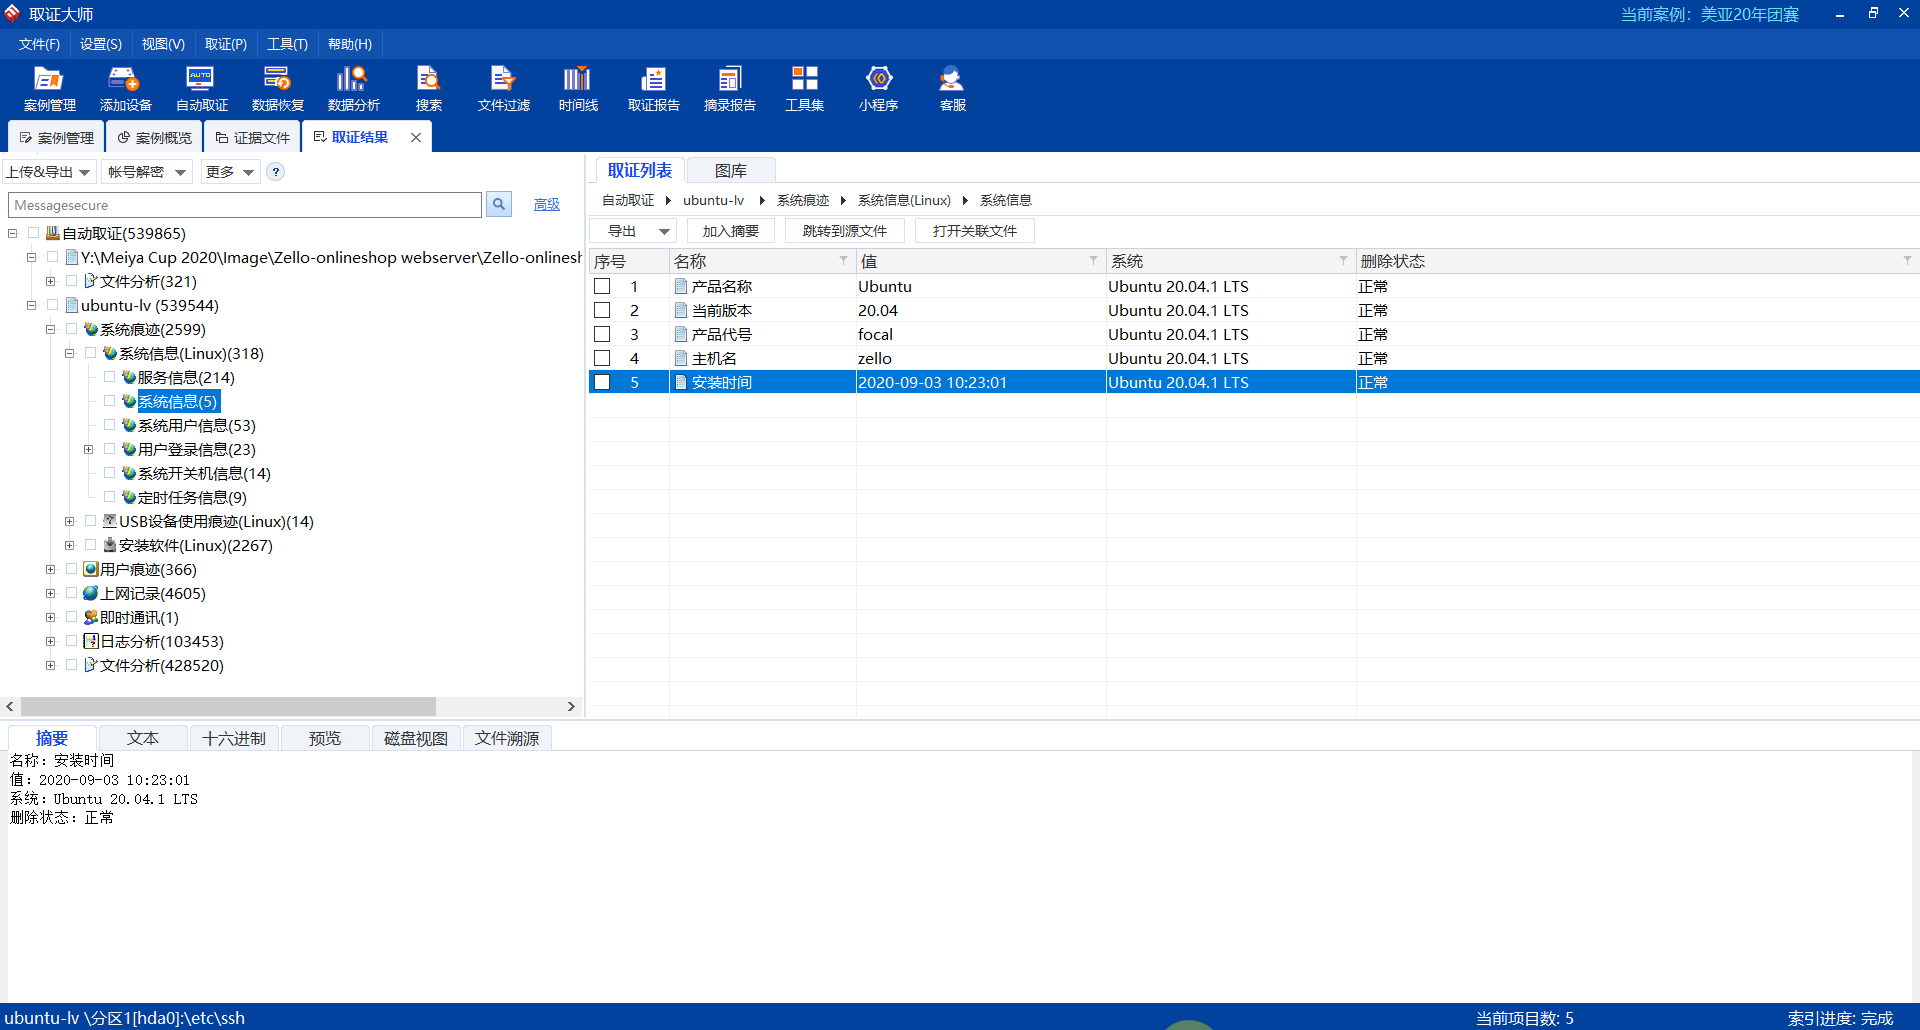 取证大师
当前案例：美亚20年团赛
文件(F) 设置(S) 视图(V) 取证(P) 工具(T) 帮助(H)
AUTO
案例管理 添加设备 自动取证 数据恢复 数据分析 搜索 文件过滤 时间线 取证报告 摘录报告 工具集 小程序 客服
案例管理 案例概览 证据文件 取证结果
上传&导出 帐号解密 更多 ?
Messagesecure 高级
自动取证(539865)
Y:\Meiya Cup 2020\Image\Zello-onlineshop webserver\Zello-onlinesh
文件分析(321)
ubuntu-lv (539544)
系统痕迹(2599)
系统信息(Linux)(318)
服务信息(214)
系统信息(5)
系统用户信息(53)
用户登录信息(23)
系统开关机信息(14)
定时任务信息(9)
USB设备使用痕迹(Linux)(14)
安装软件(Linux)(2267)
用户痕迹(366)
上网记录(4605)
即时通讯(1)
日志分析(103453)
文件分析(428520)
取证列表 图库
自动取证 ubuntu-lv 系统痕迹 系统信息(Linux) 系统信息
导出 加入摘要 跳转到源文件 打开关联文件
序号 名称 值 系统 删除状态
1 产品名称 Ubuntu Ubuntu 20.04.1 LTS 正常
2 当前版本 20.04 Ubuntu 20.04.1 LTS 正常
3 产品代号 focal Ubuntu 20.04.1 LTS 正常
4 主机名 zello Ubuntu 20.04.1 LTS 正常
5 安装时间 2020-09-03 10:23:01 Ubuntu 20.04.1 LTS 正常
摘要 文本 十六进制 预览 磁盘视图 文件溯源
名称：安装时间
值：2020-09-03 10:23:01
系统：Ubuntu 20.04.1 LTS
删除状态：正常
ubuntu-lv \分区1[hda0]:\etc\ssh
当前项目数: 5
索引进度: 完成